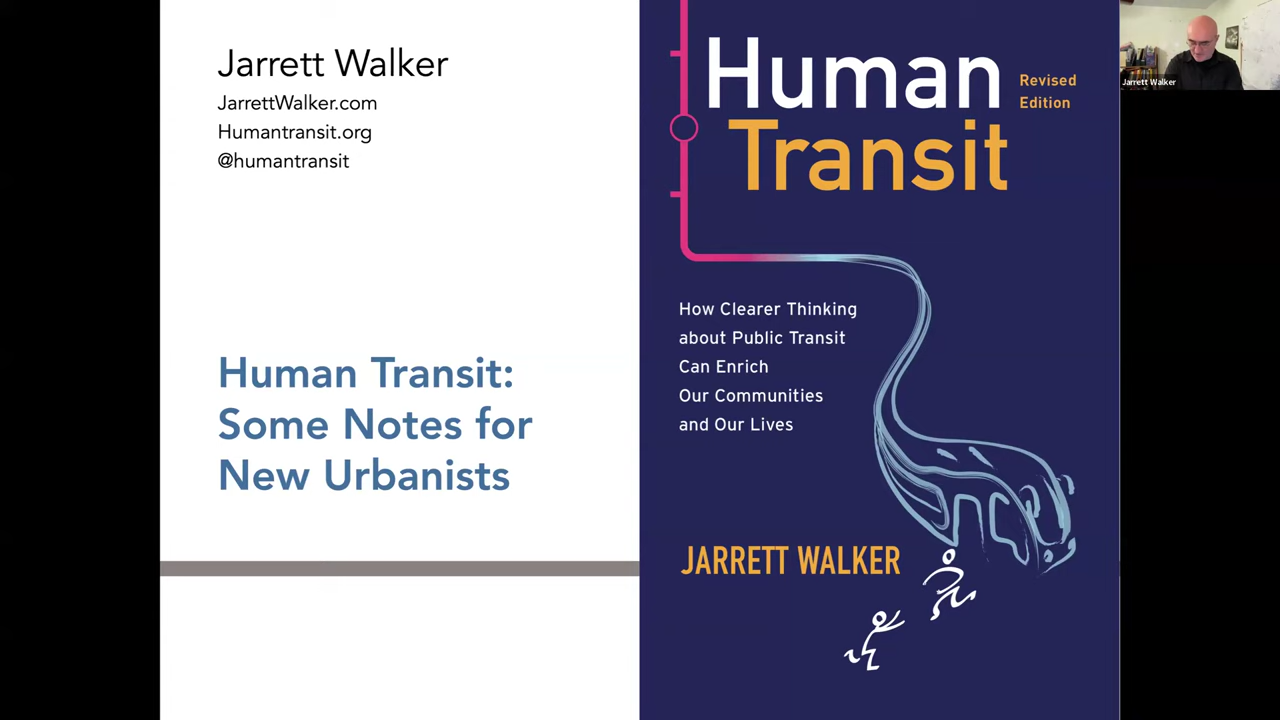 Jarrett Walker
JarrettWalker.com
Humantransit.org
@humantransit
Human Transit:
Some Notes for
New Urbanists
Human
Transit
Revised
Edition
How Clearer Thinking
about Public Transit
Can Enrich
Our Communities
and Our Lives
JARRETT WALKER
Jarrett Walker